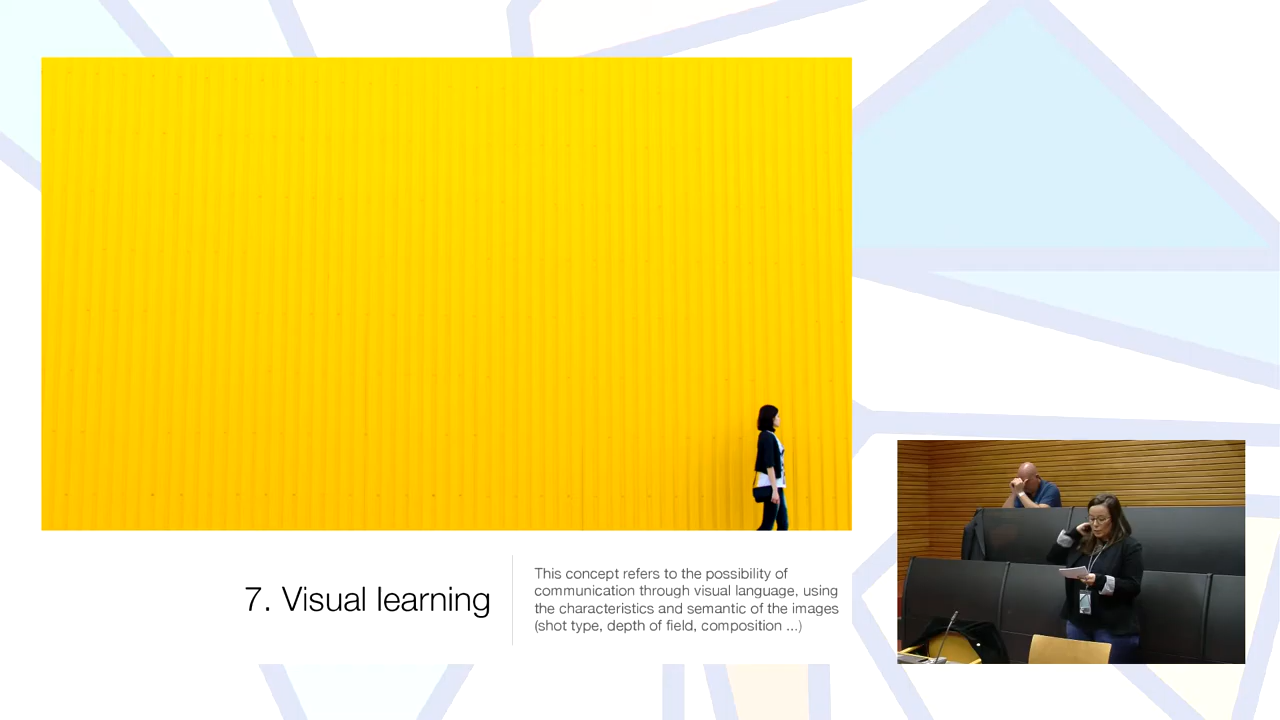 7. Visual learning
This concept refers to the possibility of
communication through visual language, using
the characteristics and semantic of the images
(shot type, depth of field, composition ...)